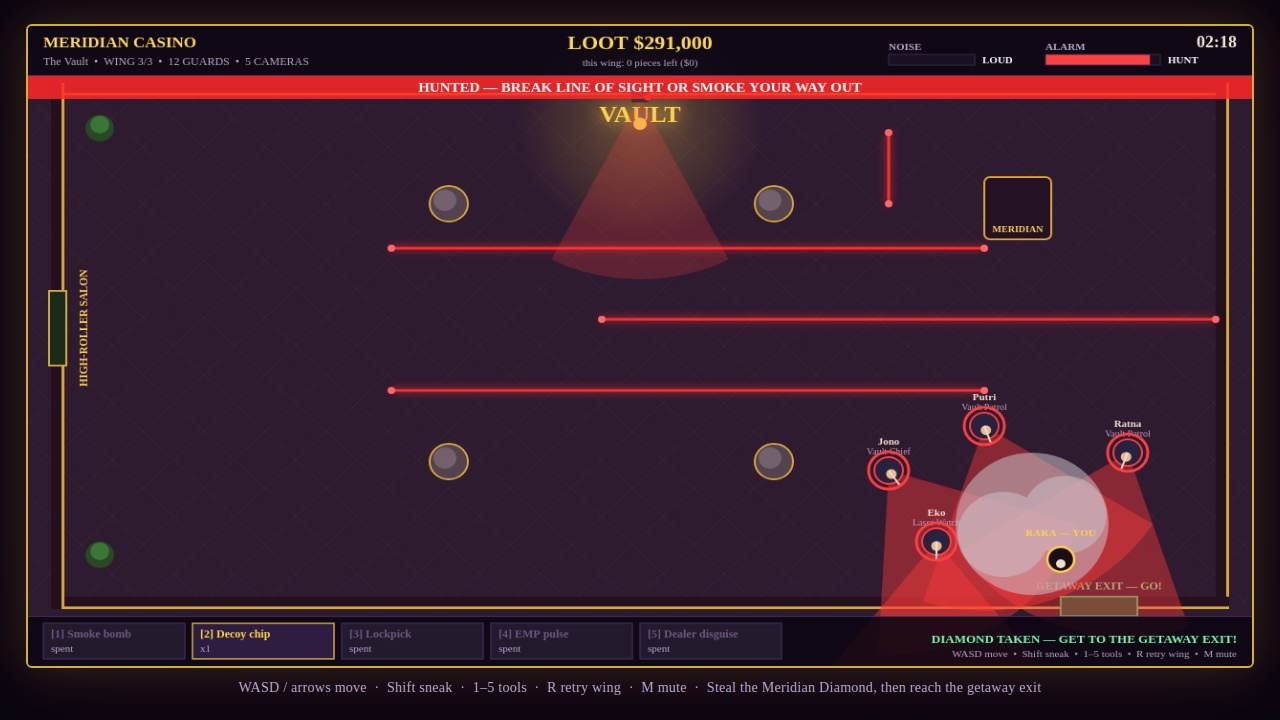 MERIDIAN CASINO
The Vault • WING 3/3 • 12 GUARDS • 5 CAMERAS
LOOT $291,000
this wing: 0 pieces left ($0)
NOISE
LOUD
ALARM
HUNT
02:18
HUNTED — BREAK LINE OF SIGHT OR SMOKE YOUR WAY OUT
VAULT
MERIDIAN
HIGH-ROLLER SALON
Putri
Vault Patrol
Ratna
Vault Patrol
Jono
Vault Chief
Eko
Laser Watch
RAKA — YOU
GETAWAY EXIT — GO!
[1] Smoke bomb
spent
[2] Decoy chip
x1
[3] Lockpick
spent
[4] EMP pulse
spent
[5] Dealer disguise
spent
DIAMOND TAKEN — GET TO THE GETAWAY EXIT!
WASD move • Shift sneak • 1–5 tools • R retry wing • M mute
WASD / arrows move · Shift sneak · 1–5 tools · R retry wing · M mute · Steal the Meridian Diamond, then reach the getaway exit